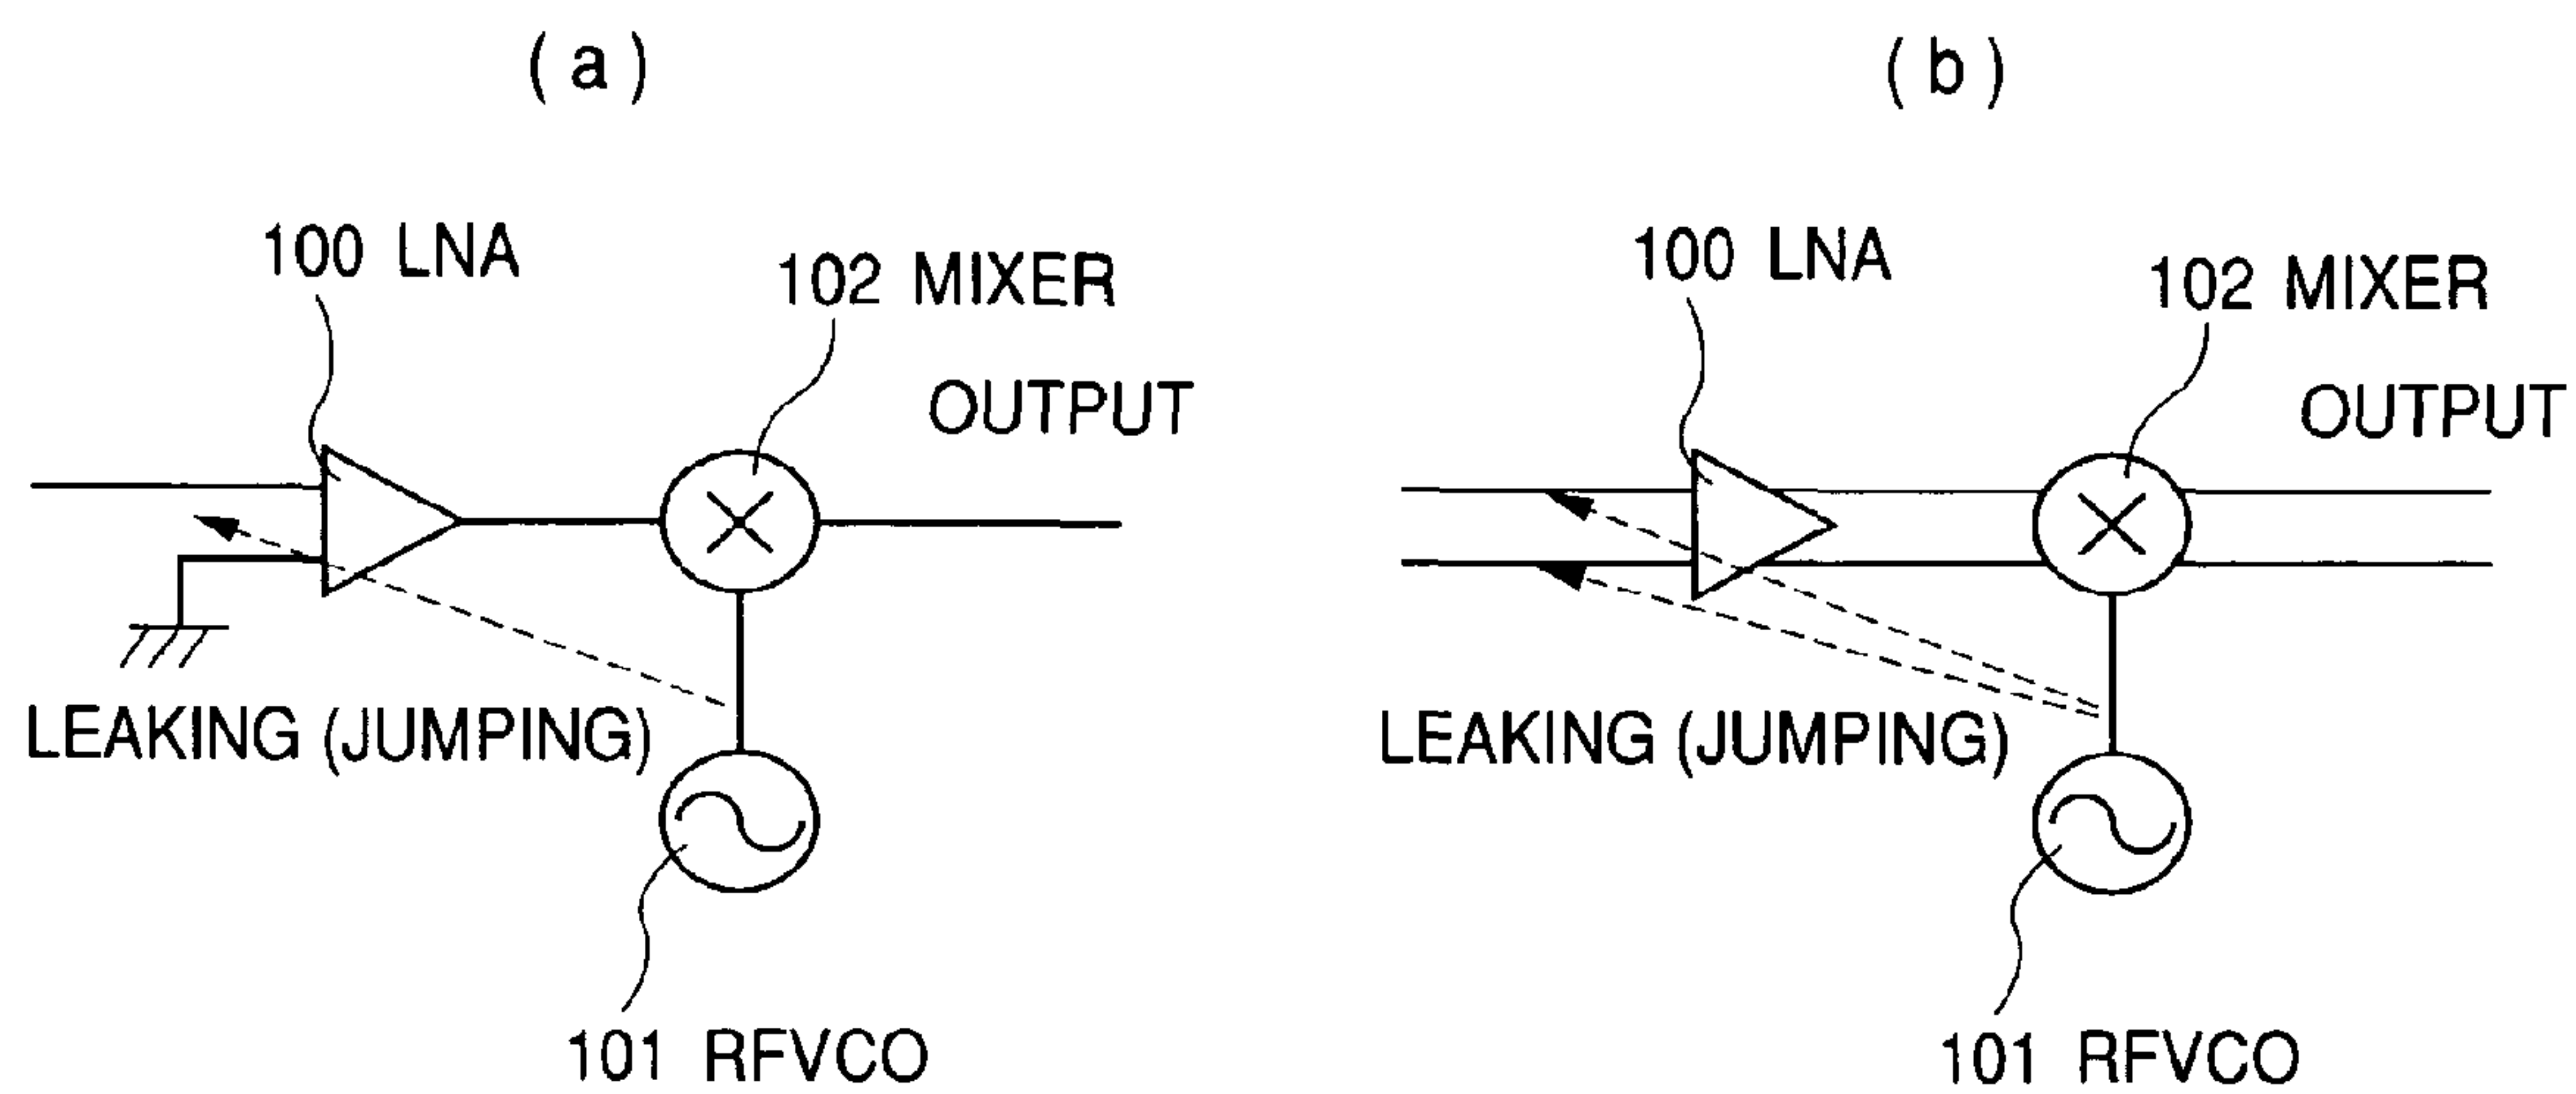 ( a )
100 LNA
102 MIXER
OUTPUT
LEAKING (JUMPING)
101 RFVCO
( b )
100 LNA
102 MIXER
OUTPUT
LEAKING (JUMPING)
101 RFVCO